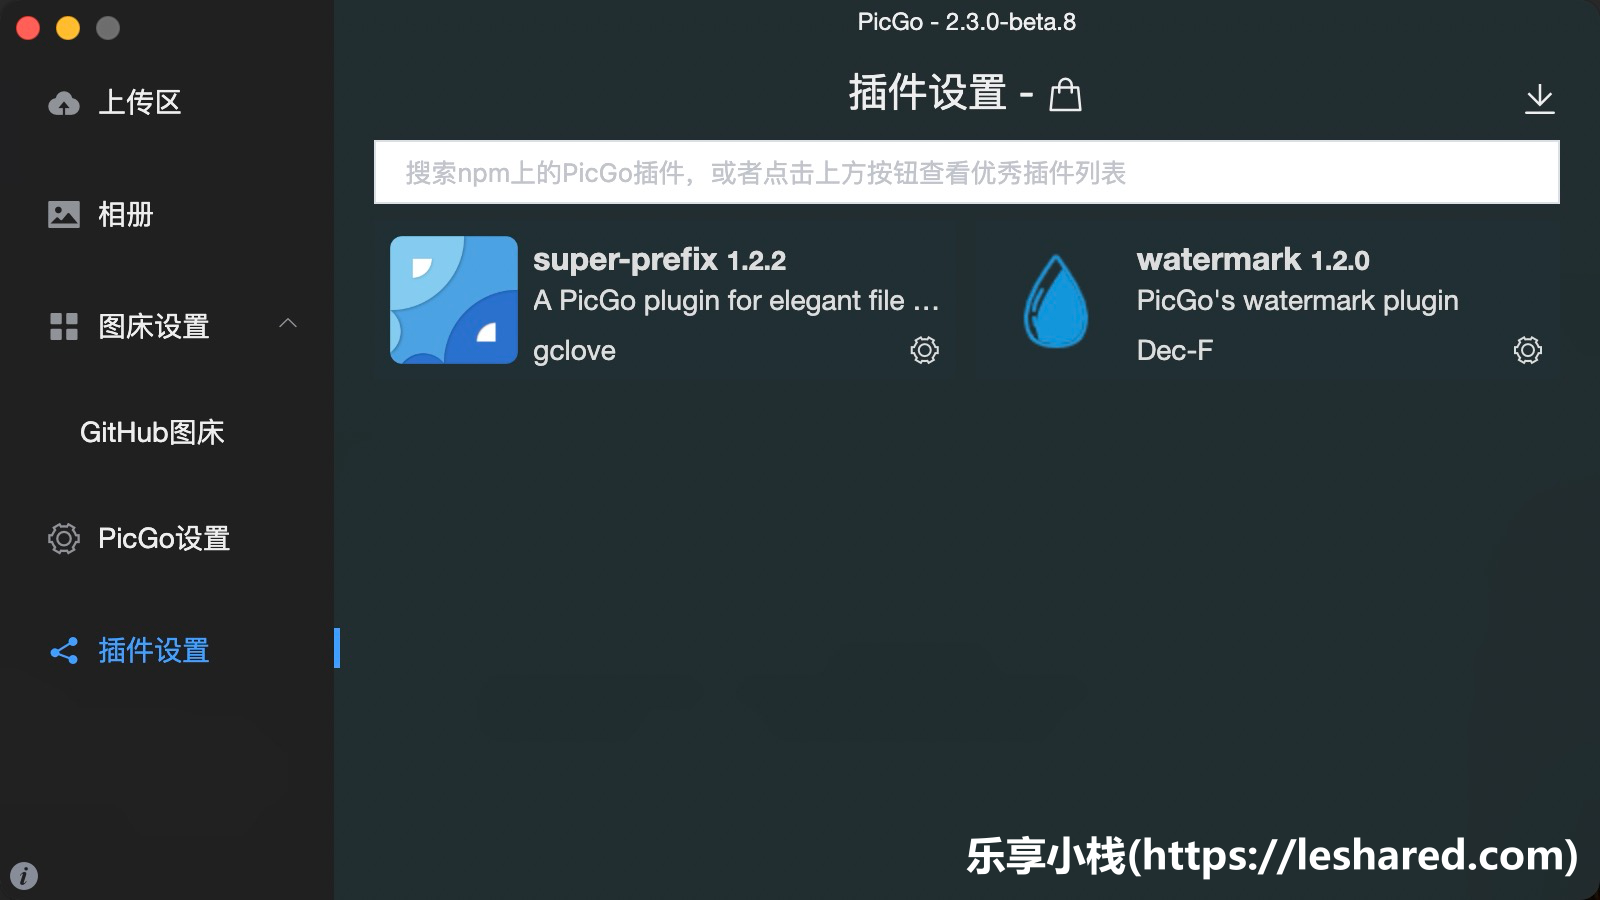 PicGo - 2.3.0-beta.8
上传区
相册
图床设置
GitHub图床
PicGo设置
插件设置
插件设置 -
搜索npm上的PicGo插件，或者点击上方按钮查看优秀插件列表
super-prefix 1.2.2
A PicGo plugin for elegant file ...
gclove
watermark 1.2.0
PicGo's watermark plugin
Dec-F
乐享小栈(https://leshared.com)